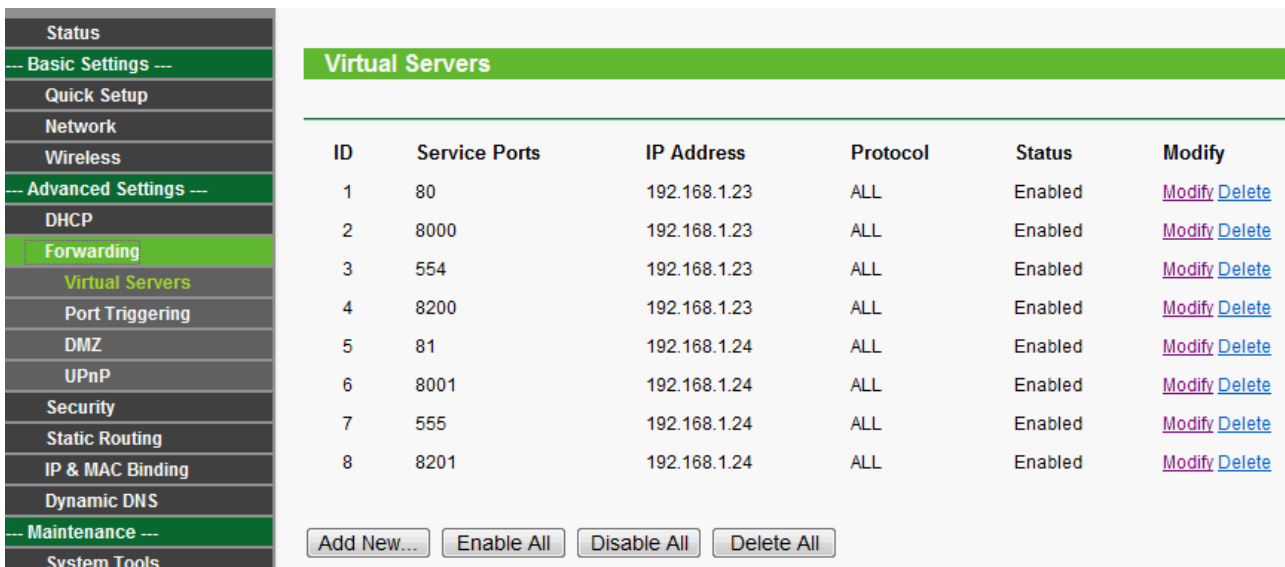 Status
--- Basic Settings ---
Quick Setup
Network
Wireless
--- Advanced Settings ---
DHCP
Forwarding
Virtual Servers
Port Triggering
DMZ
UPnP
Security
Static Routing
IP & MAC Binding
Dynamic DNS
--- Maintenance ---
System Tools
Virtual Servers
ID Service Ports IP Address Protocol Status Modify
1 80 192.168.1.23 ALL Enabled Modify Delete
2 8000 192.168.1.23 ALL Enabled Modify Delete
3 554 192.168.1.23 ALL Enabled Modify Delete
4 8200 192.168.1.23 ALL Enabled Modify Delete
5 81 192.168.1.24 ALL Enabled Modify Delete
6 8001 192.168.1.24 ALL Enabled Modify Delete
7 555 192.168.1.24 ALL Enabled Modify Delete
8 8201 192.168.1.24 ALL Enabled Modify Delete
Add New... Enable All Disable All Delete All